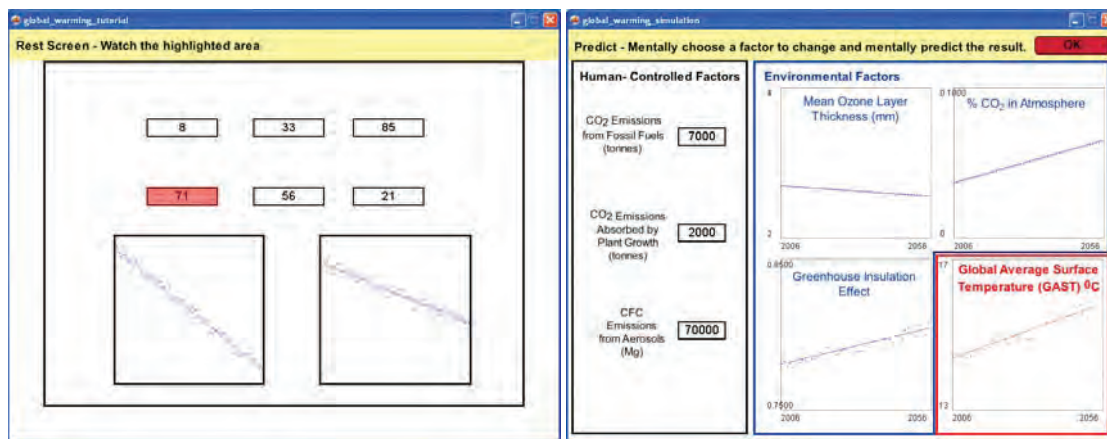 global_warming_tutorial
Rest Screen - Watch the highlighted area
8 33 85
71 56 21
global_warming_simulation
Predict - Mentally choose a factor to change and mentally predict the result. OK
Human- Controlled Factors
CO2 Emissions
from Fossil Fuels
(tonnes)
7000
CO2 Emissions
Absorbed by
Plant Growth
(tonnes)
2000
CFC
Emissions
from Aerosols
(Mg)
70000
Environmental Factors
4
Mean Ozone Layer
Thickness (mm)
2
2006 2056
0.1000
% CO2 in Atmosphere
0
2006 2056
0.8500
Greenhouse Insulation
Effect
0.7500
2006 2056
17
Global Average Surface
Temperature (GAST) ⁰C
13
2006 2056